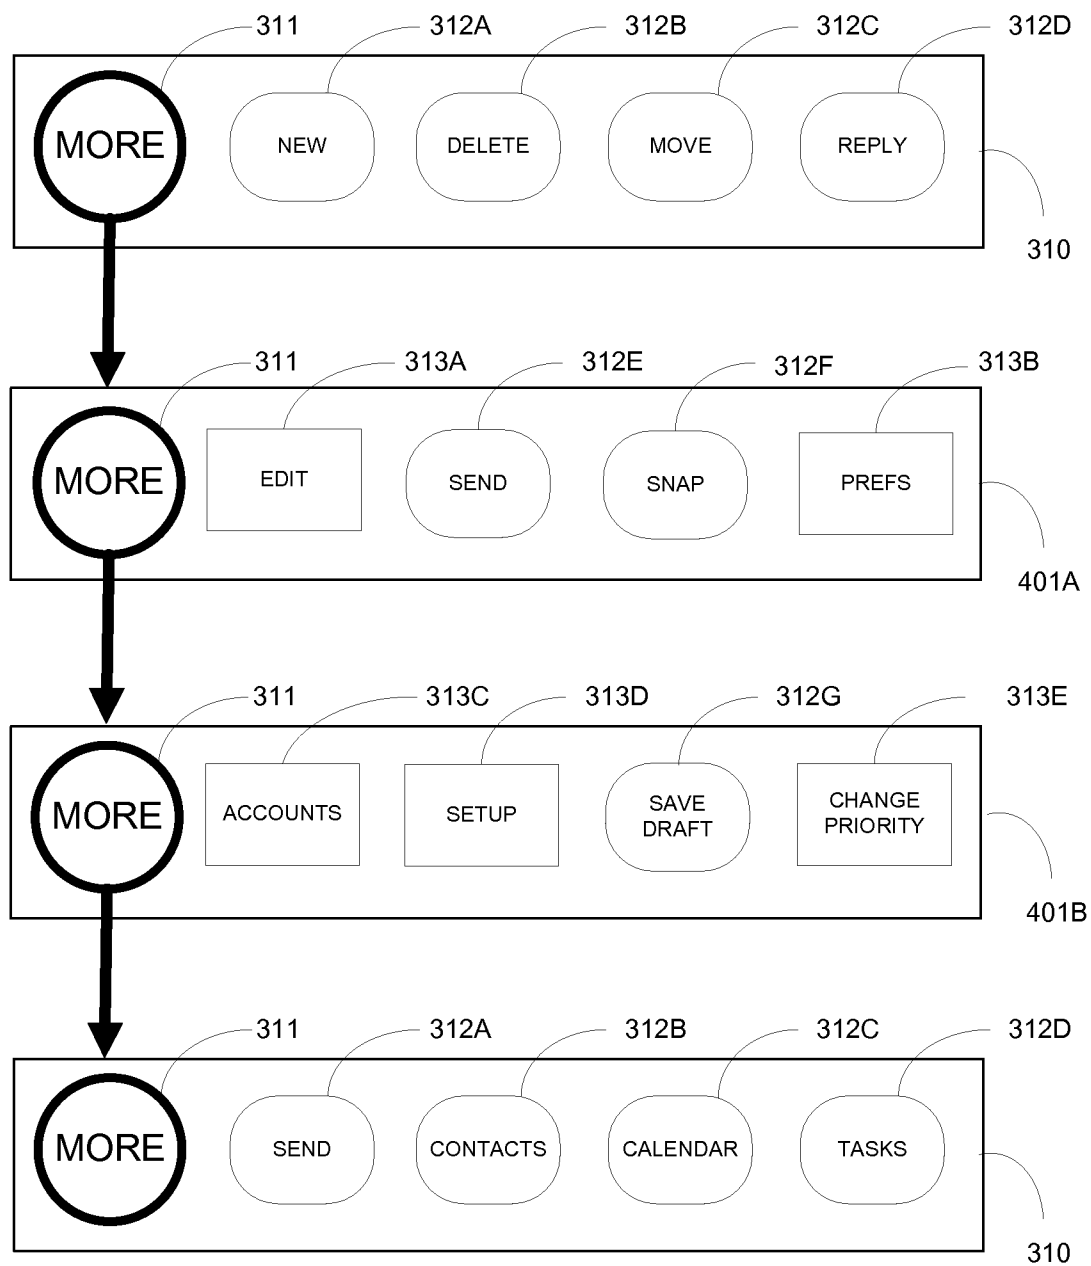 311 312A 312B 312C 312D
MORE NEW DELETE MOVE REPLY
310
311 313A 312E 312F 313B
MORE EDIT SEND SNAP PREFS
401A
311 313C 313D 312G 313E
MORE ACCOUNTS SETUP SAVE DRAFT CHANGE PRIORITY
401B
311 312A 312B 312C 312D
MORE SEND CONTACTS CALENDAR TASKS
310